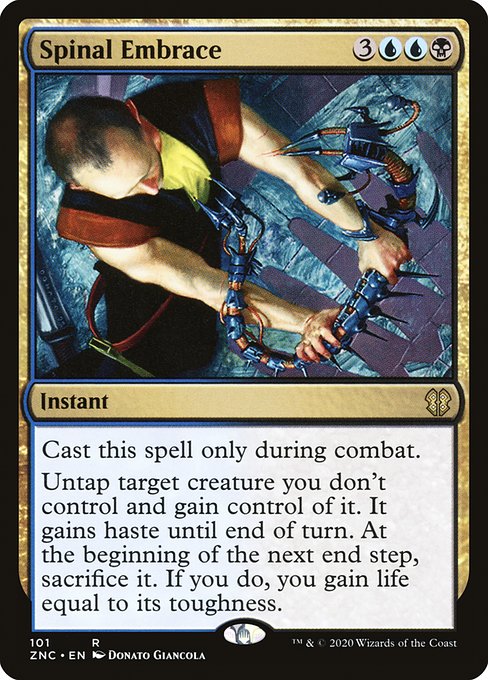 Spinal Embrace 3
Instant
Cast this spell only during combat.
Untap target creature you don't
control and gain control of it. It
gains haste until end of turn. At
the beginning of the next end step,
sacrifice it. If you do, you gain life
equal to its toughness.
101 R
ZNC • EN Donato Giancola
™ & © 2020 Wizards of the Coast